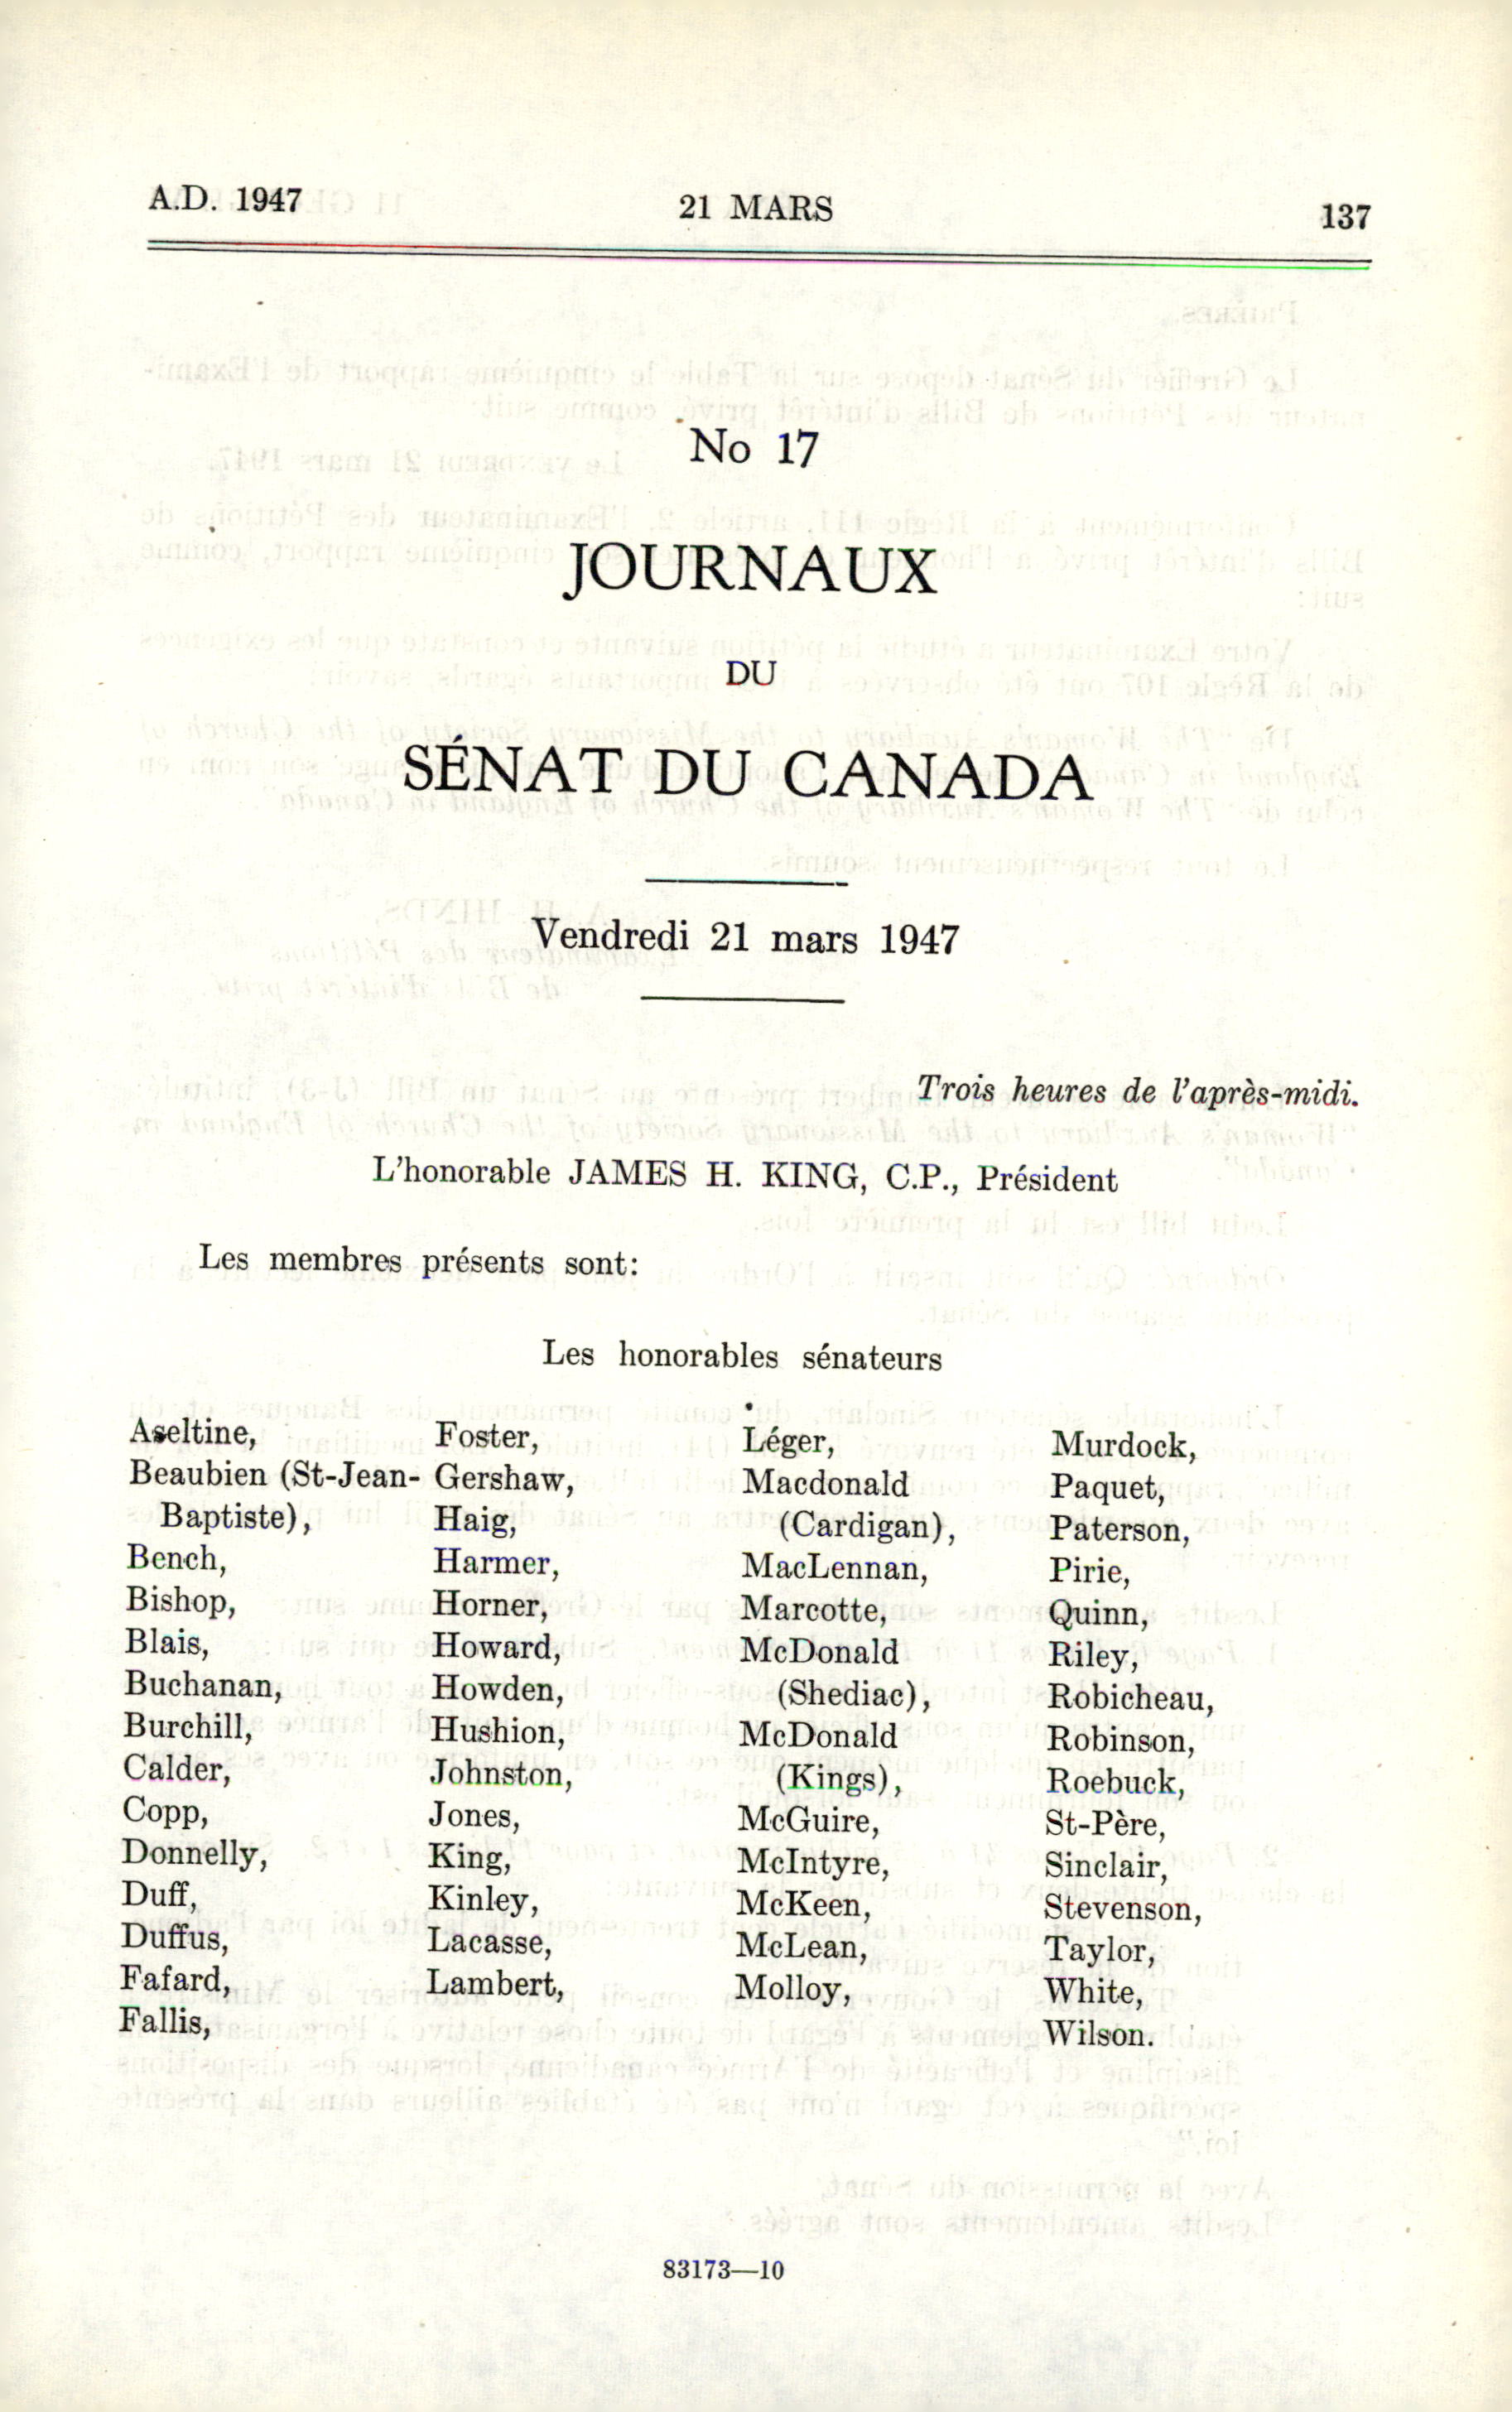 A.D. 1947
21 MARS
137
No 17
JOURNAUX
DU
SÉNAT DU CANADA
Vendredi 21 mars 1947
Trois heures de l'après-midi.
L'honorable JAMES H. KING, C.P., Président
Les membres présents sont:
Les honorables sénateurs
Aseltine,
Beaubien (St-Jean-
Baptiste),
Bench,
Bishop,
Blais,
Buchanan,
Burchill,
Calder,
Copp,
Donnelly,
Duff,
Duffus,
Fafard,
Fallis,
Foster,
Gershaw,
Haig,
Harmer,
Horner,
Howard,
Howden,
Hushion,
Johnston,
Jones,
King,
Kinley,
Lacasse,
Lambert,
Léger,
Macdonald
(Cardigan),
MacLennan,
Marcotte,
McDonald
(Shediac),
McDonald
(Kings),
McGuire,
McIntyre,
McKeen,
McLean,
Molloy,
Murdock,
Paquet,
Paterson,
Pirie,
Quinn,
Riley,
Robicheau,
Robinson,
Roebuck,
St-Père,
Sinclair,
Stevenson,
Taylor,
White,
Wilson.
83173—10